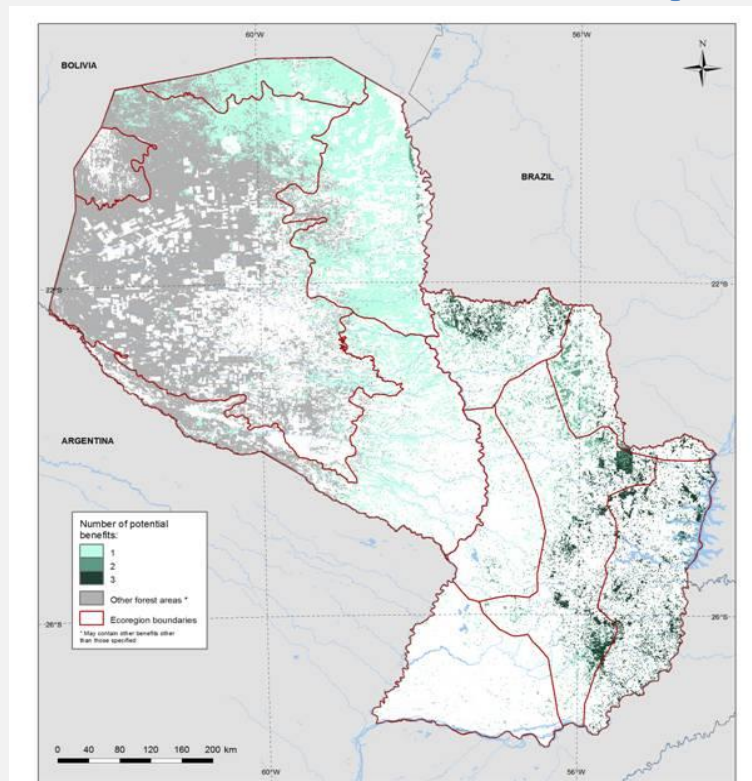 60°W
56°W
N
BOLIVIA
BRAZIL
22°S
22°S
ARGENTINA
Number of potential
benefits:
1
2
3
Other forest areas *
Ecoregion boundaries
* May contain other benefits other
than those specified
26°S
26°S
0 40 80 120 160 200 km
60°W
56°W